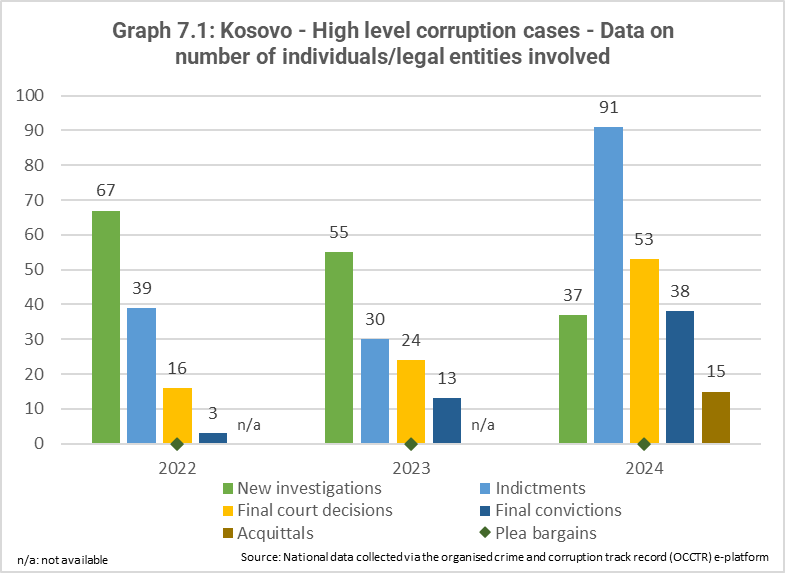 Graph 7.1: Kosovo - High level corruption cases - Data on
number of individuals/legal entities involved
100
90
80
70
60
50
40
30
20
10
0
67
39
16
3
n/a
55
30
24
13
n/a
37
91
53
38
15
2022
2023
2024
New investigations
Indictments
Final court decisions
Final convictions
Acquittals
Plea bargains
n/a: not available
Source: National data collected via the organised crime and corruption track record (OCCTR) e-platform